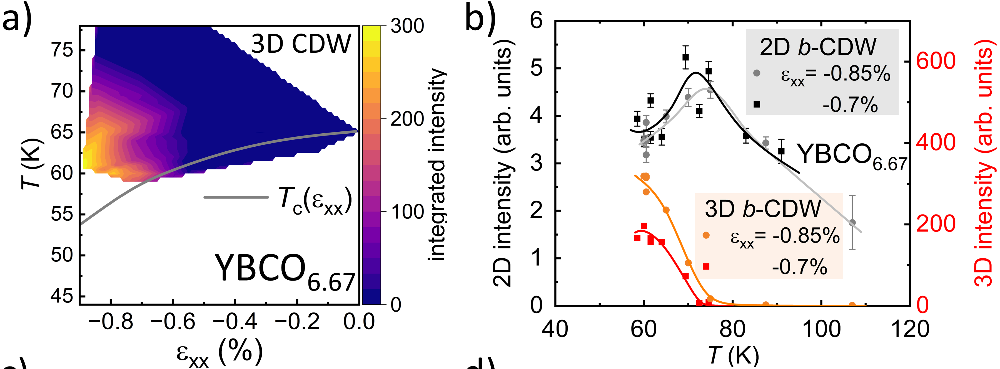 a)
3D CDW
T_c(ε_xx)
YBCO_6.67
75
70
65
60
55
50
45
T (K)
−0.8
−0.6
−0.4
−0.2
0.0
ε_xx (%)
300
200
100
0
integrated intensity
b)
6
5
4
3
2
1
0
2D intensity (arb. units)
2D b-CDW
ε_xx= -0.85%
-0.7%
YBCO_6.67
3D b-CDW
ε_xx= -0.85%
-0.7%
600
400
200
0
3D intensity (arb. units)
40
60
80
100
120
T (K)
d)